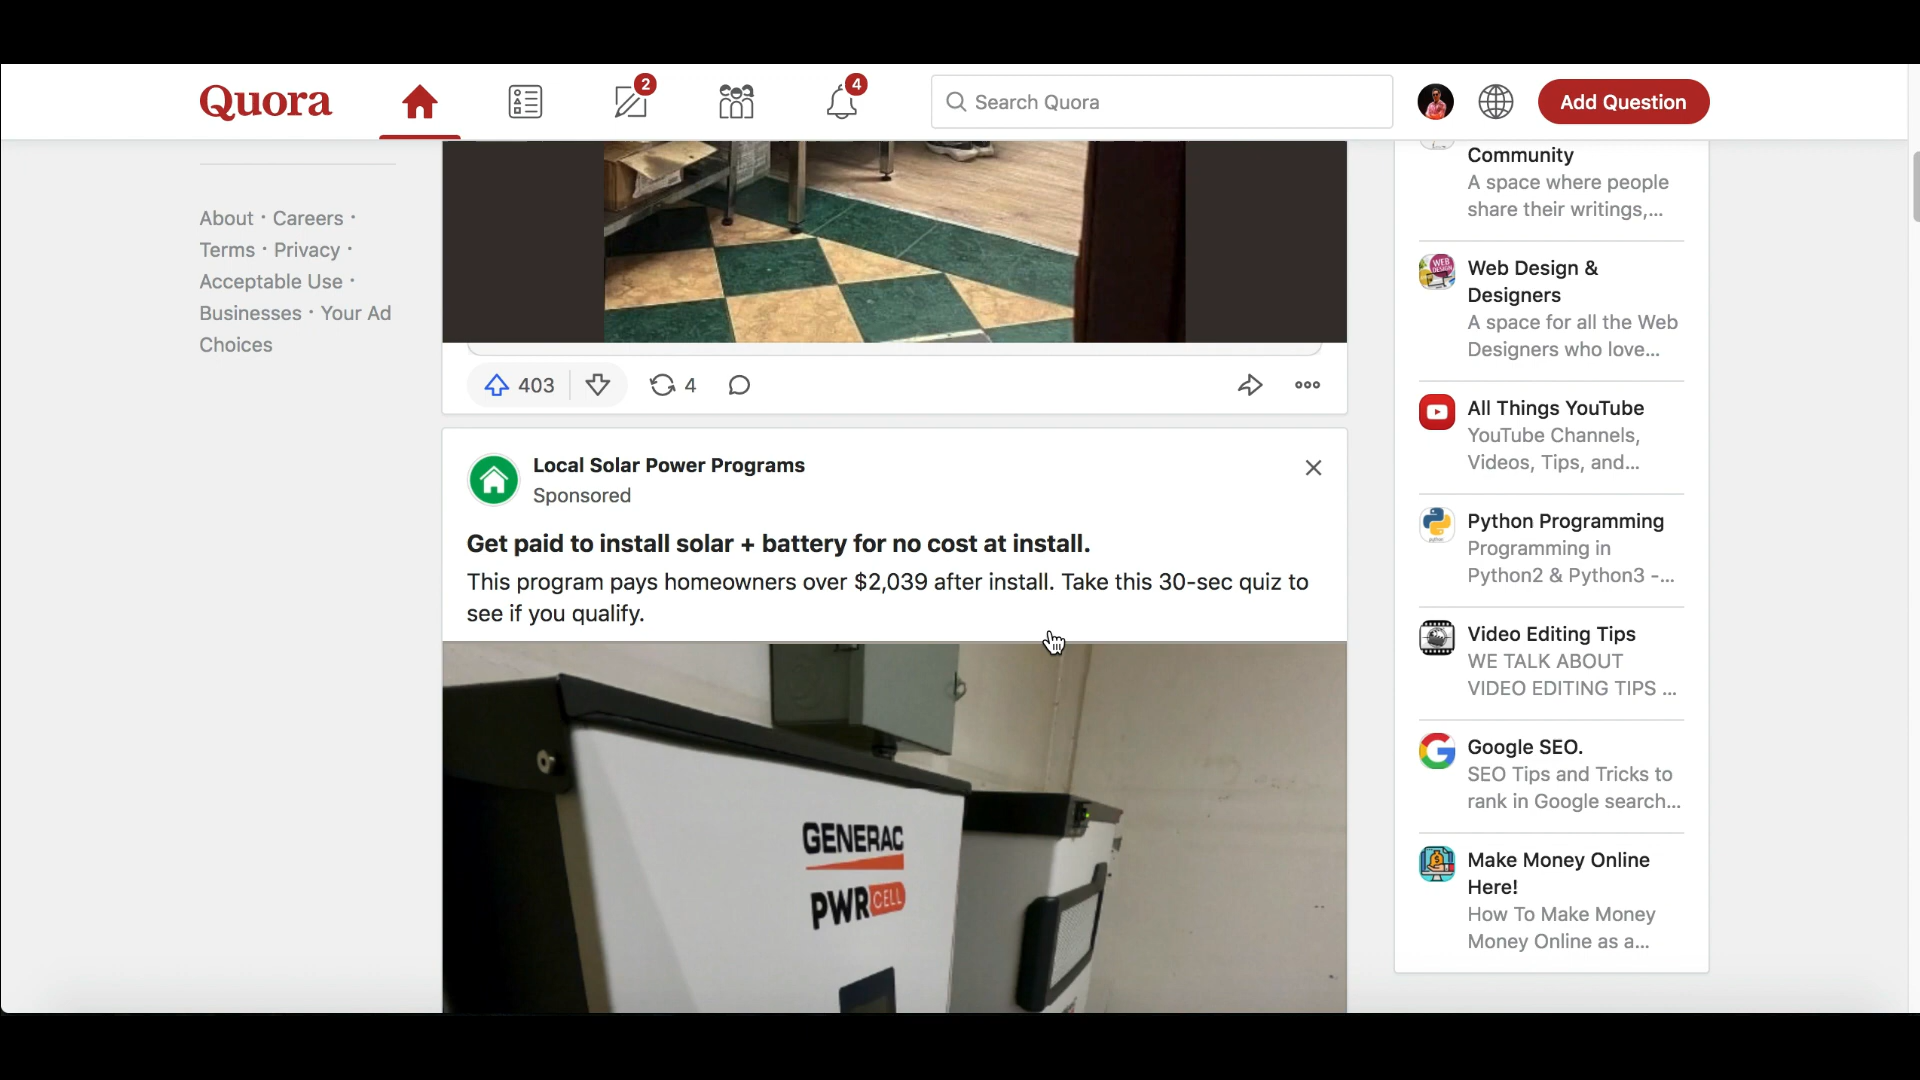 Quora
2
4
Search Quora
Add Question
About · Careers ·
Terms · Privacy ·
Acceptable Use ·
Businesses · Your Ad
Choices
403
4
Local Solar Power Programs
Sponsored
Get paid to install solar + battery for no cost at install.
This program pays homeowners over $2,039 after install. Take this 30-sec quiz to
see if you qualify.
GENERAC
PWRCELL
Community
A space where people
share their writings,...
WEB
DESIGN
Web Design &
Designers
A space for all the Web
Designers who love...
All Things YouTube
YouTube Channels,
Videos, Tips, and...
Python Programming
Programming in
Python2 & Python3 -...
Video Editing Tips
WE TALK ABOUT
VIDEO EDITING TIPS ...
Google SEO.
SEO Tips and Tricks to
rank in Google search...
Make Money Online
Here!
How To Make Money
Money Online as a...